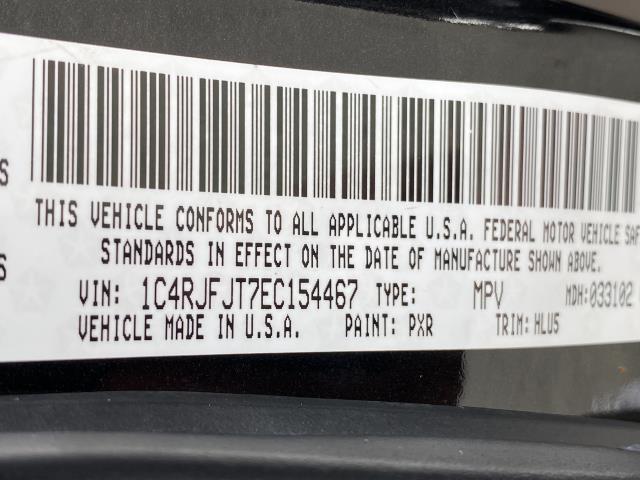 THIS VEHICLE CONFORMS TO ALL APPLICABLE U.S.A. FEDERAL MOTOR VEHICLE SAF
STANDARDS IN EFFECT ON THE DATE OF MANUFACTURE SHOWN ABOVE.
VIN: 1C4RJFJT7EC154467 TYPE: MPV MDH:033102
VEHICLE MADE IN U.S.A. PAINT: PXR TRIM: HLU5
S
S